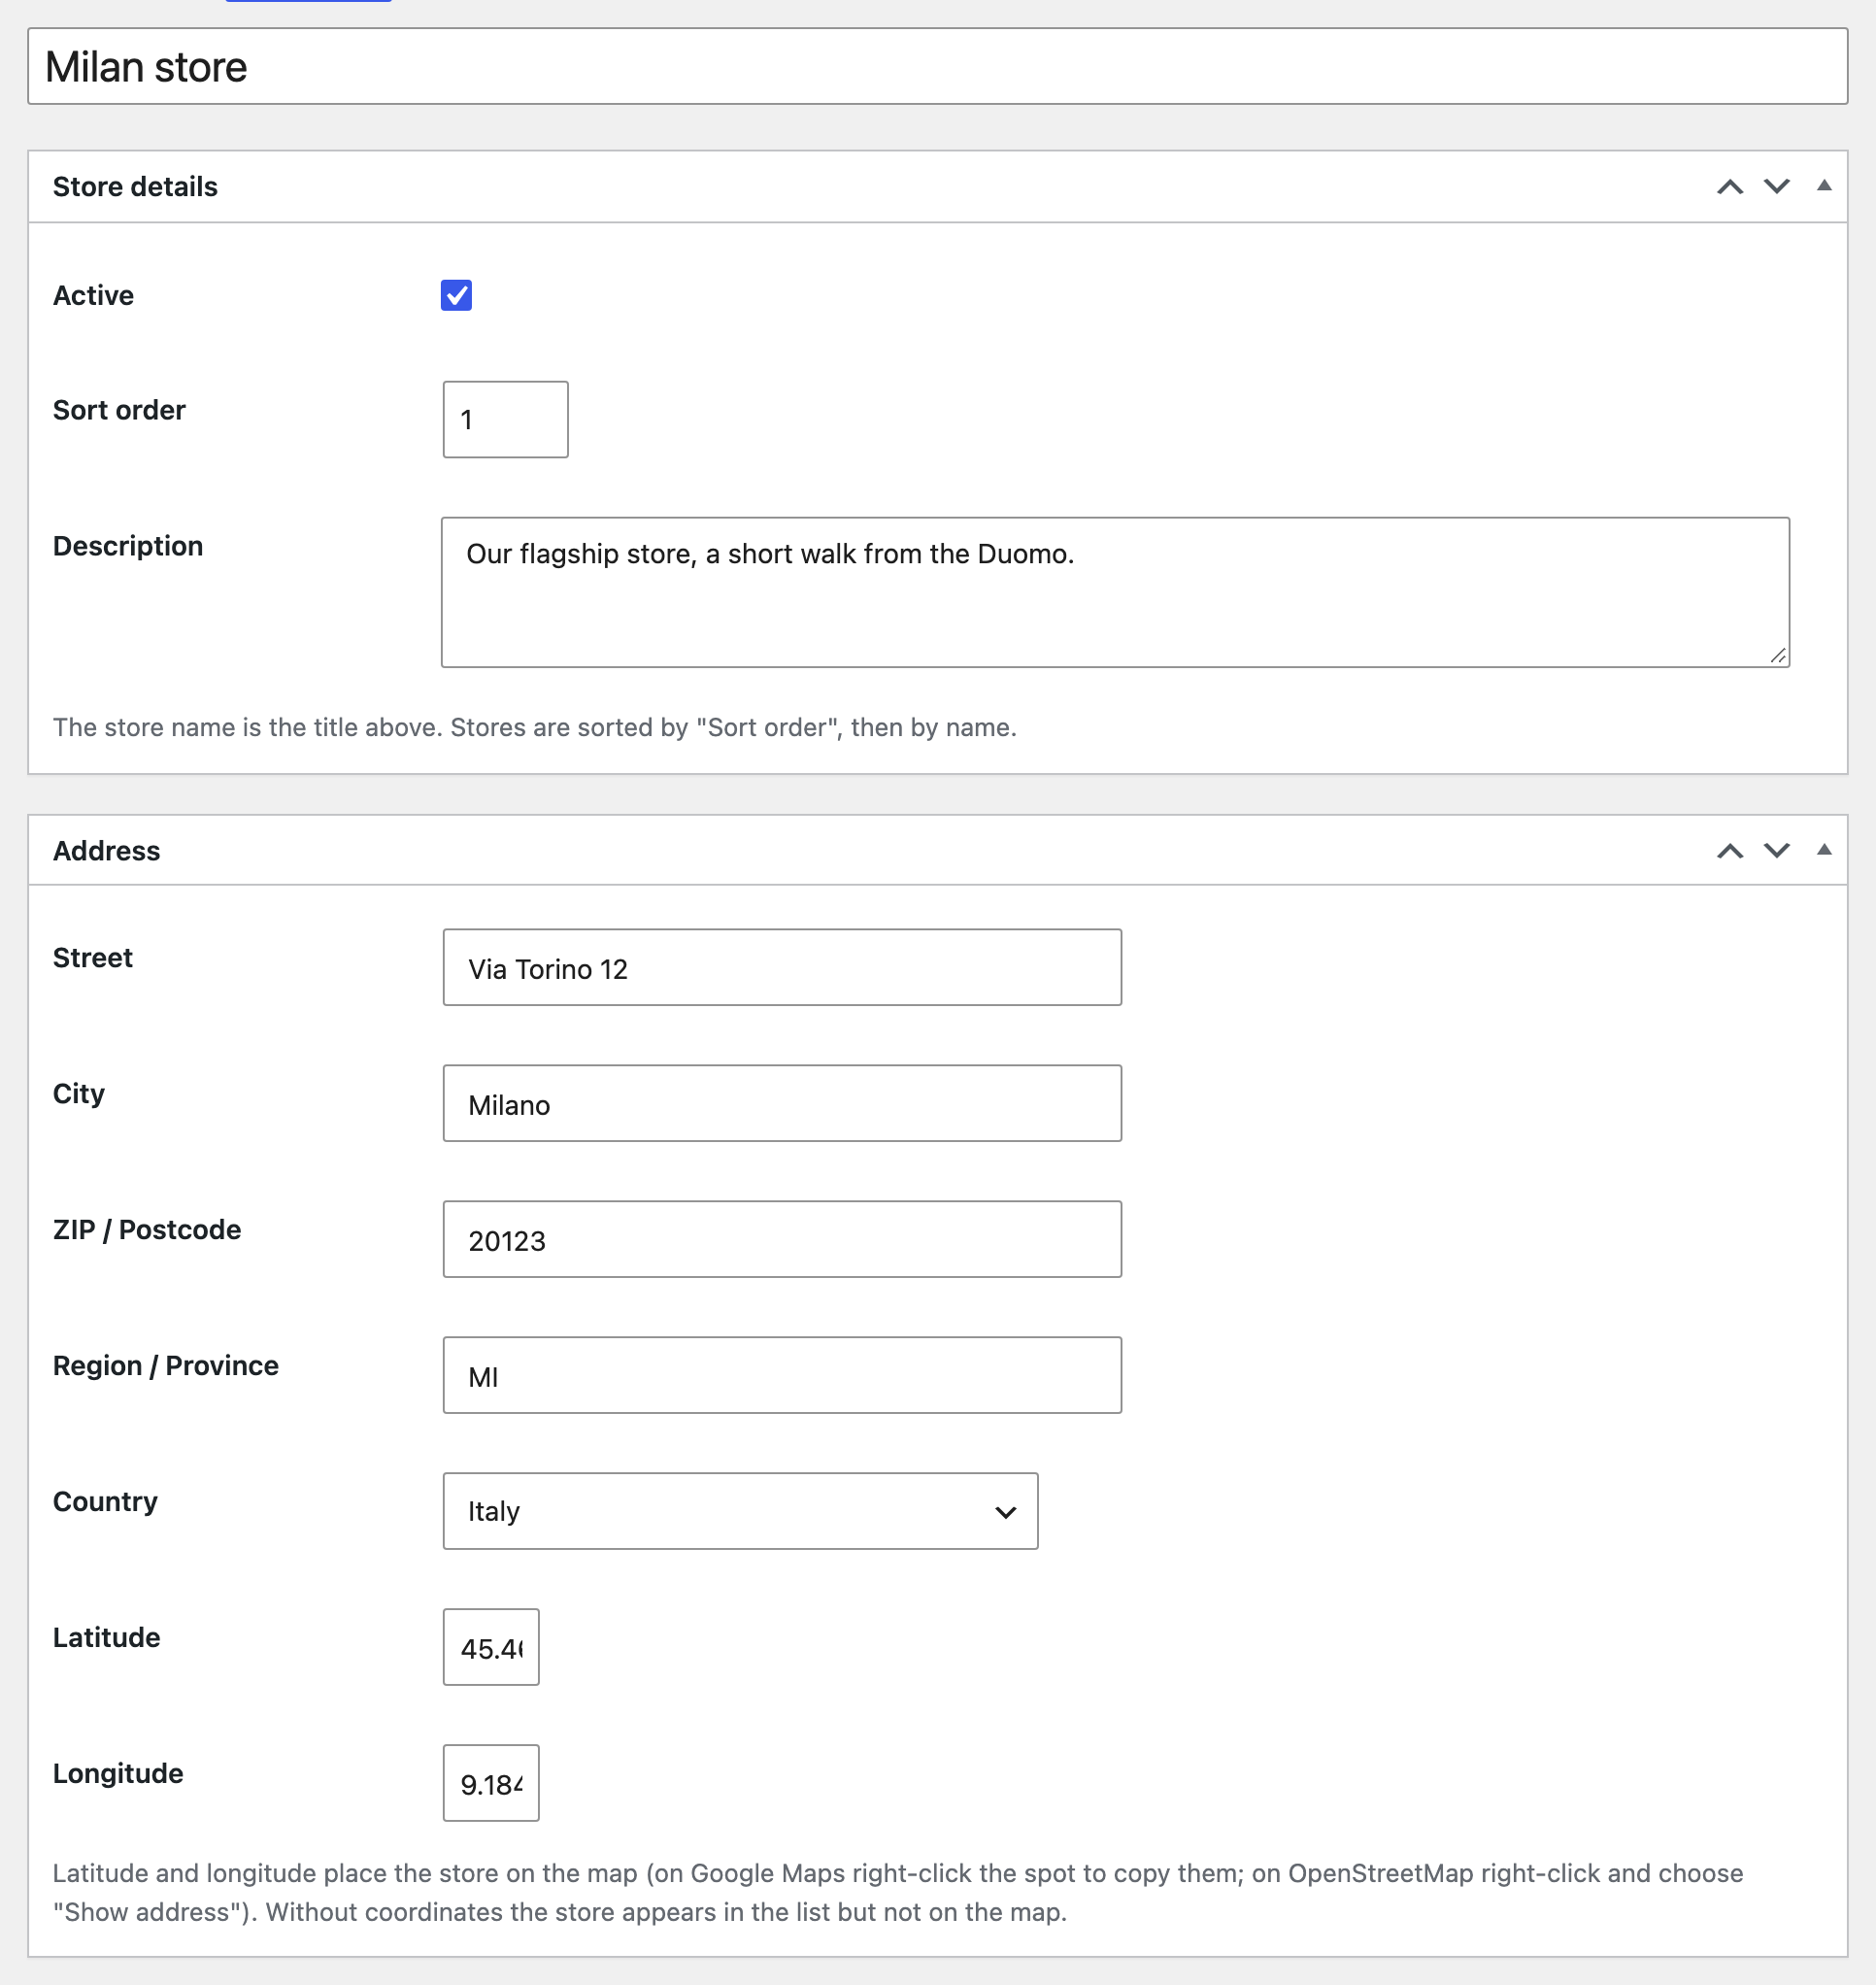 Milan store
Store details
Active
Sort order
1
Description
Our flagship store, a short walk from the Duomo.
The store name is the title above. Stores are sorted by "Sort order", then by name.
Address
Street
Via Torino 12
City
Milano
ZIP / Postcode
20123
Region / Province
MI
Country
Italy
Latitude
45.4
Longitude
9.18
Latitude and longitude place the store on the map (on Google Maps right-click the spot to copy them; on OpenStreetMap right-click and choose
"Show address"). Without coordinates the store appears in the list but not on the map.